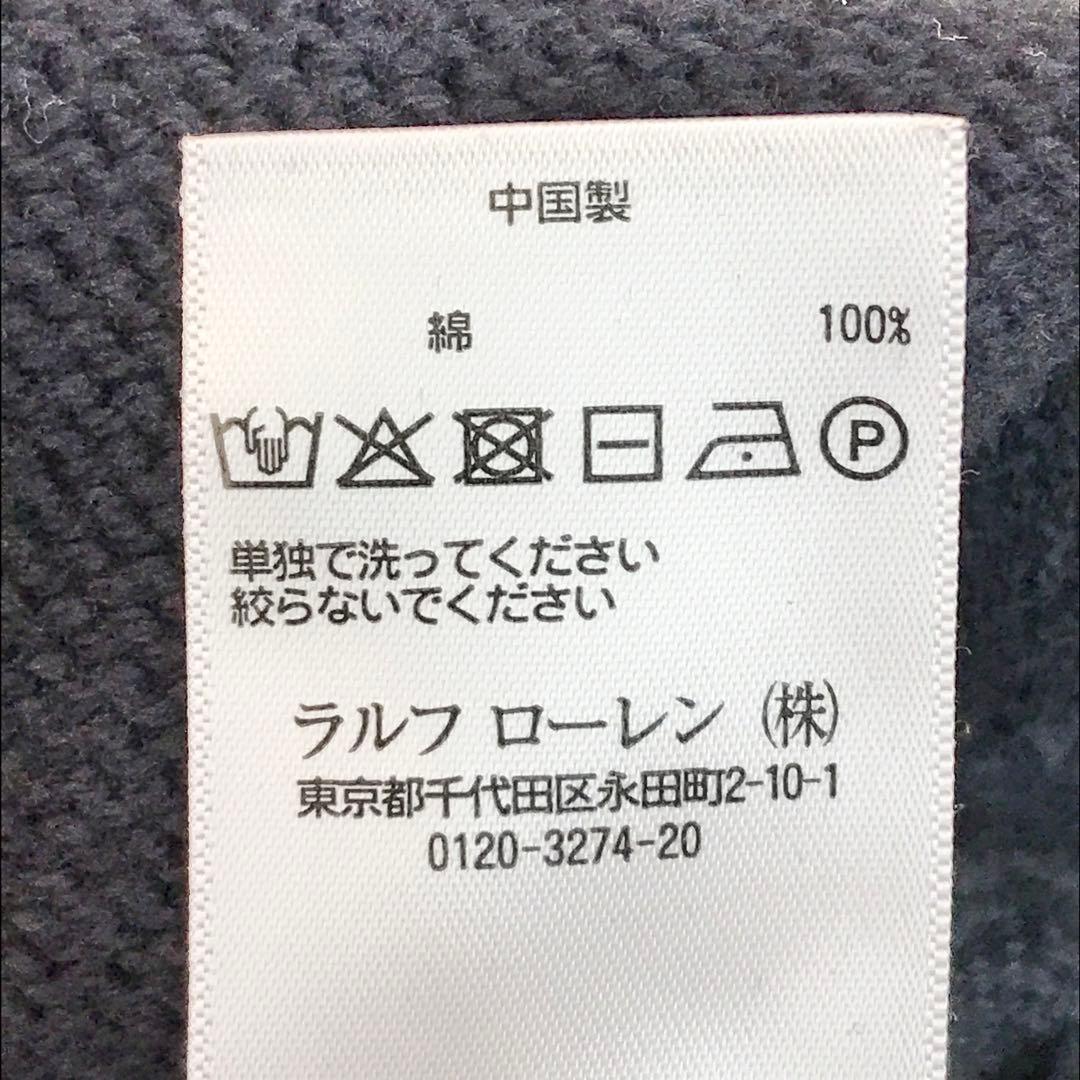 中国製
綿 100%
P
単独で洗ってください
絞らないでください
ラルフ ローレン (株)
東京都千代田区永田町2-10-1
0120-3274-20